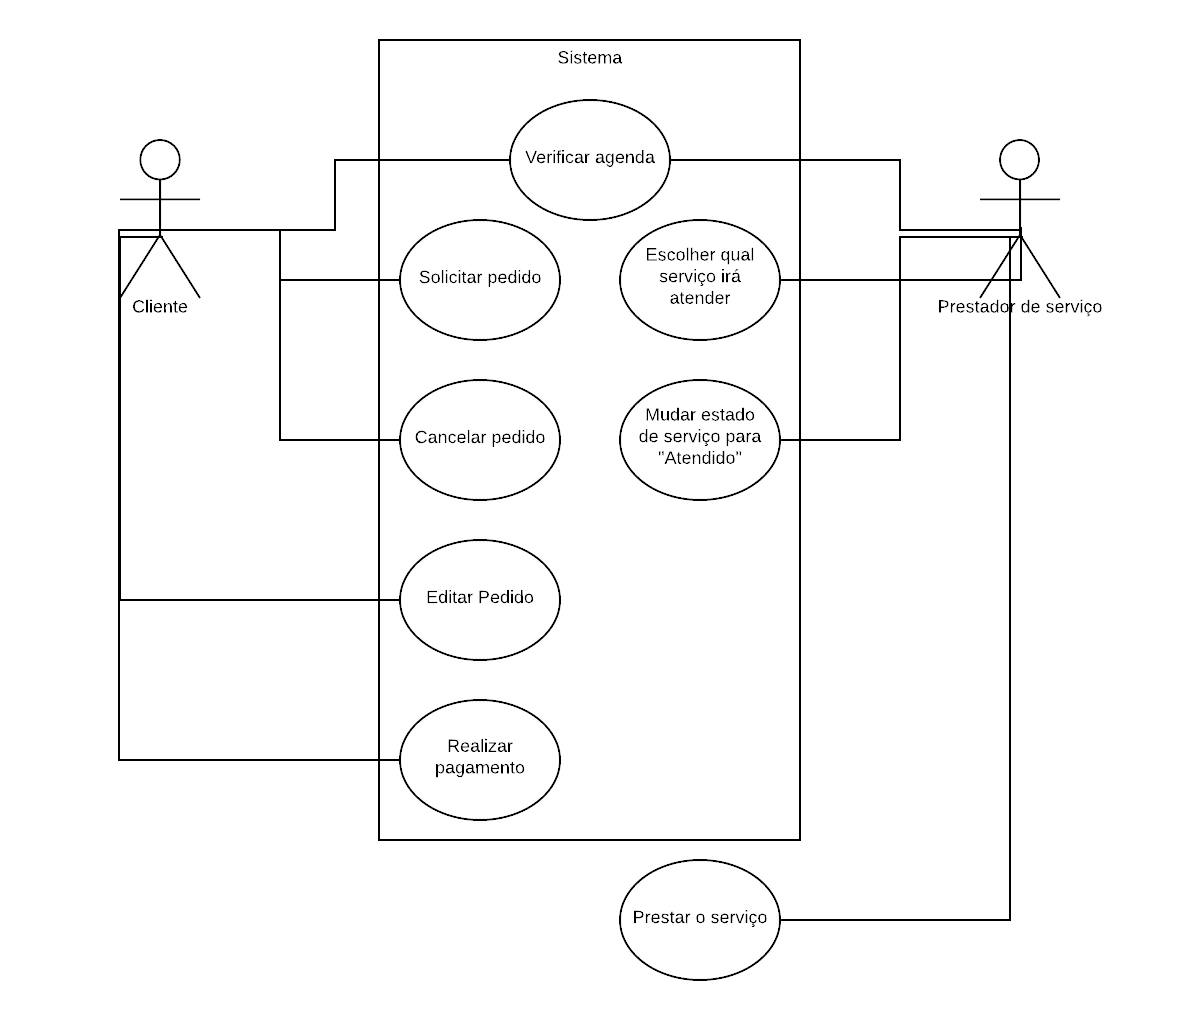 Sistema
Verificar agenda
Solicitar pedido
Escolher qual
serviço irá
atender
Cliente
Prestador de serviço
Cancelar pedido
Mudar estado
de serviço para
"Atendido"
Editar Pedido
Realizar
pagamento
Prestar o serviço